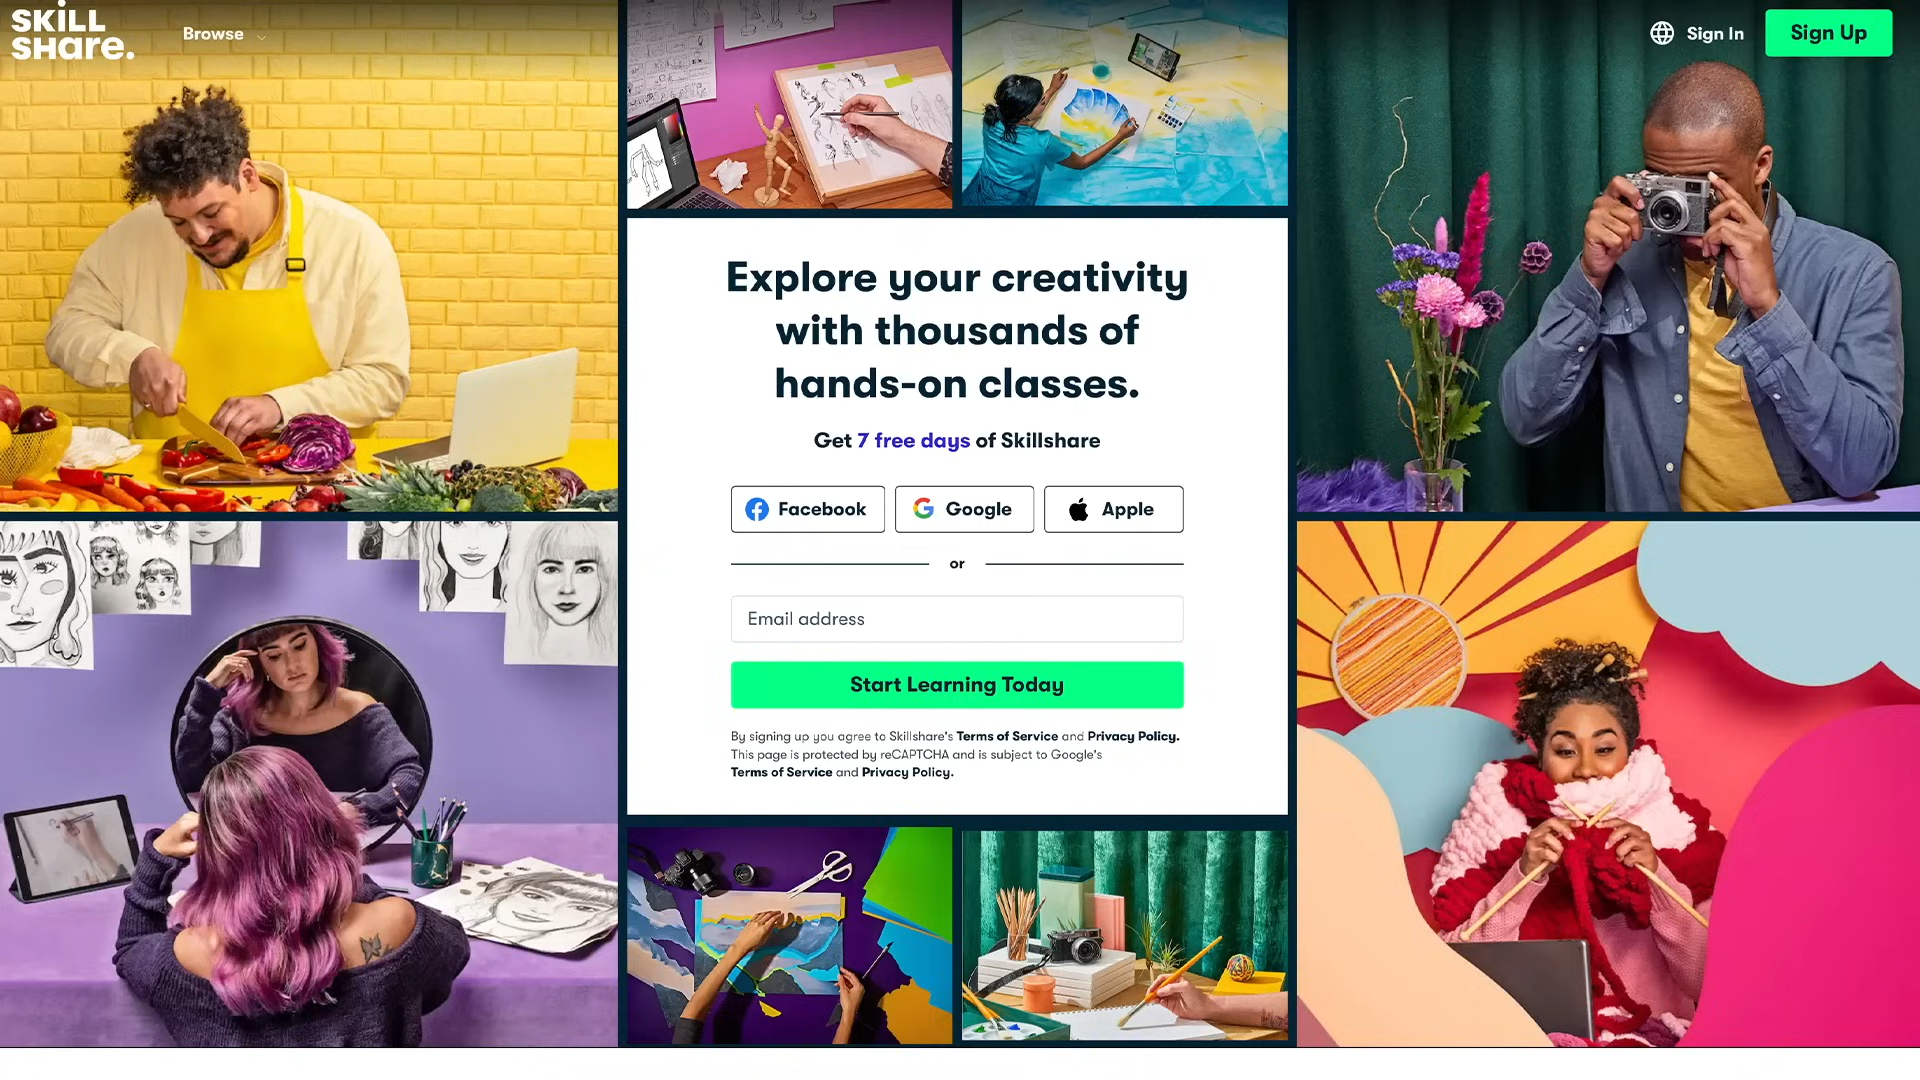 SKILL
SHARE.
Browse
Sign In
Sign Up
Explore your creativity
with thousands of
hands-on classes.
Get 7 free days of Skillshare
Facebook
Google
Apple
or
Email address
Start Learning Today
By signing up you agree to Skillshare's Terms of Service and Privacy Policy.
This page is protected by reCAPTCHA and is subject to Google's
Terms of Service and Privacy Policy.